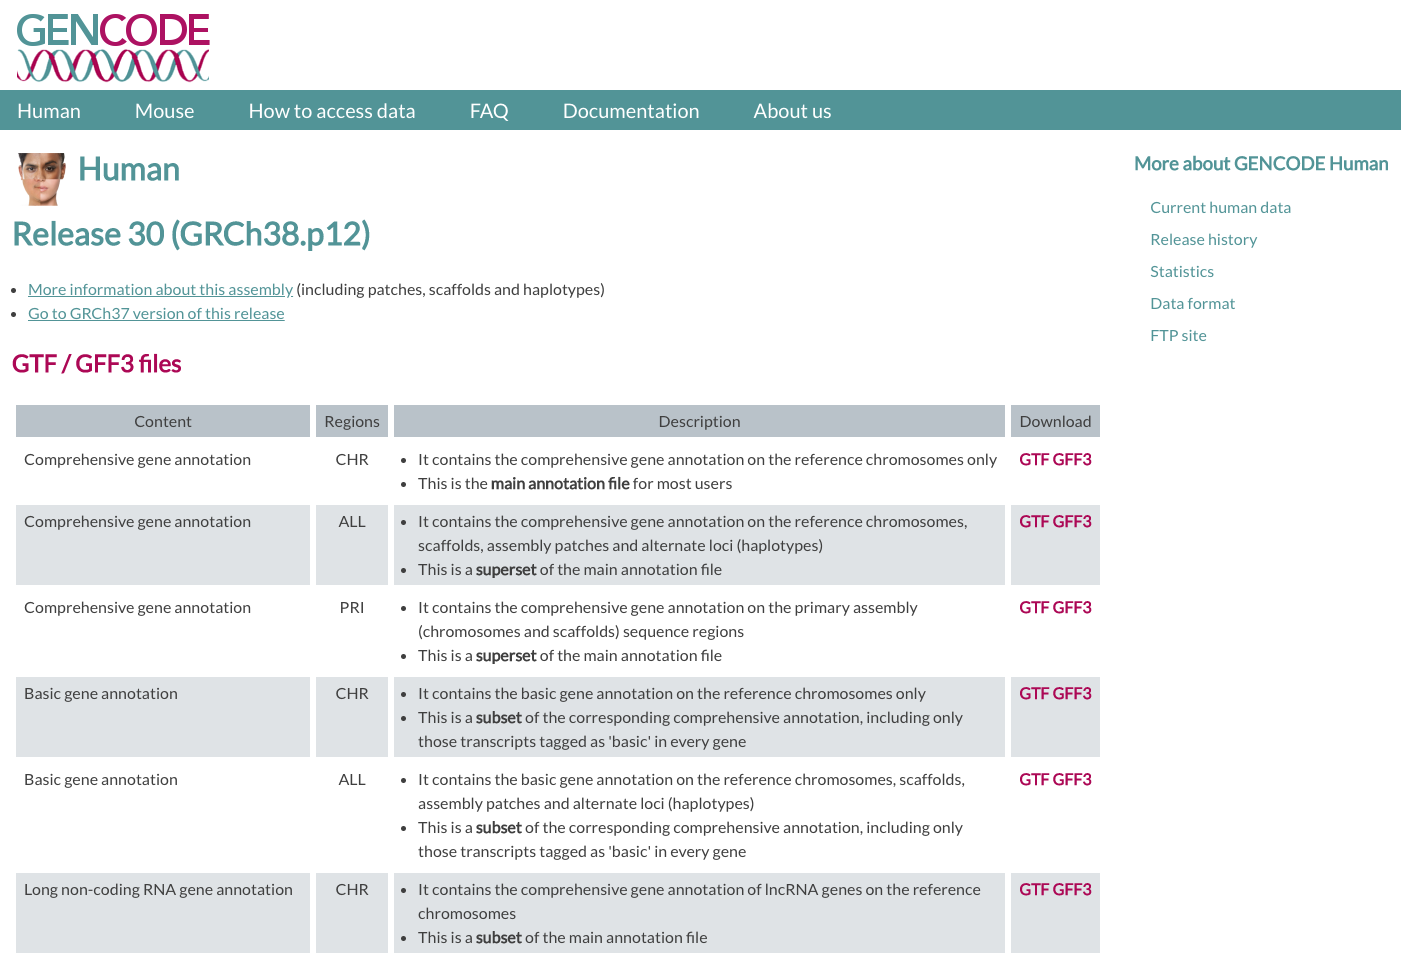 GENCODE
Human Mouse How to access data FAQ Documentation About us
Human
Release 30 (GRCh38.p12)
• More information about this assembly (including patches, scaffolds and haplotypes)
• Go to GRCh37 version of this release
GTF / GFF3 files
Content Regions Description Download
Comprehensive gene annotation CHR • It contains the comprehensive gene annotation on the reference chromosomes only GTF GFF3
• This is the main annotation file for most users
Comprehensive gene annotation ALL • It contains the comprehensive gene annotation on the reference chromosomes, GTF GFF3
scaffolds, assembly patches and alternate loci (haplotypes)
• This is a superset of the main annotation file
Comprehensive gene annotation PRI • It contains the comprehensive gene annotation on the primary assembly GTF GFF3
(chromosomes and scaffolds) sequence regions
• This is a superset of the main annotation file
Basic gene annotation CHR • It contains the basic gene annotation on the reference chromosomes only GTF GFF3
• This is a subset of the corresponding comprehensive annotation, including only
those transcripts tagged as 'basic' in every gene
Basic gene annotation ALL • It contains the basic gene annotation on the reference chromosomes, scaffolds, GTF GFF3
assembly patches and alternate loci (haplotypes)
• This is a subset of the corresponding comprehensive annotation, including only
those transcripts tagged as 'basic' in every gene
Long non-coding RNA gene annotation CHR • It contains the comprehensive gene annotation of lncRNA genes on the reference GTF GFF3
chromosomes
• This is a subset of the main annotation file
More about GENCODE Human
Current human data
Release history
Statistics
Data format
FTP site